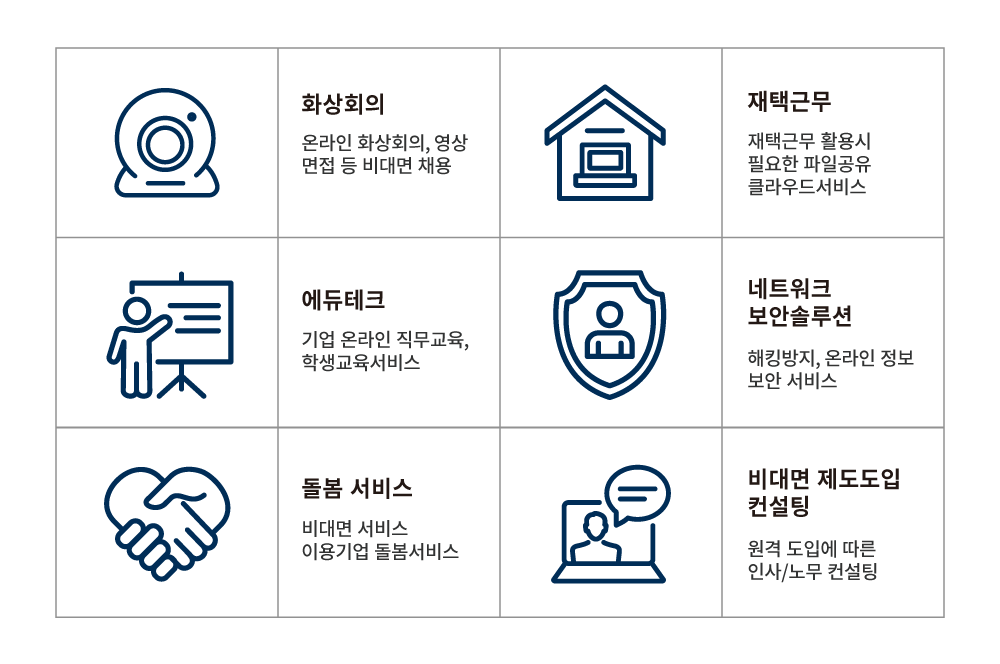 화상회의
온라인 화상회의, 영상
면접 등 비대면 채용
재택근무
재택근무 활용시
필요한 파일공유
클라우드서비스
에듀테크
기업 온라인 직무교육,
학생교육서비스
네트워크
보안솔루션
해킹방지, 온라인 정보
보안 서비스
돌봄 서비스
비대면 서비스
이용기업 돌봄서비스
비대면 제도도입
컨설팅
원격 도입에 따른
인사/노무 컨설팅